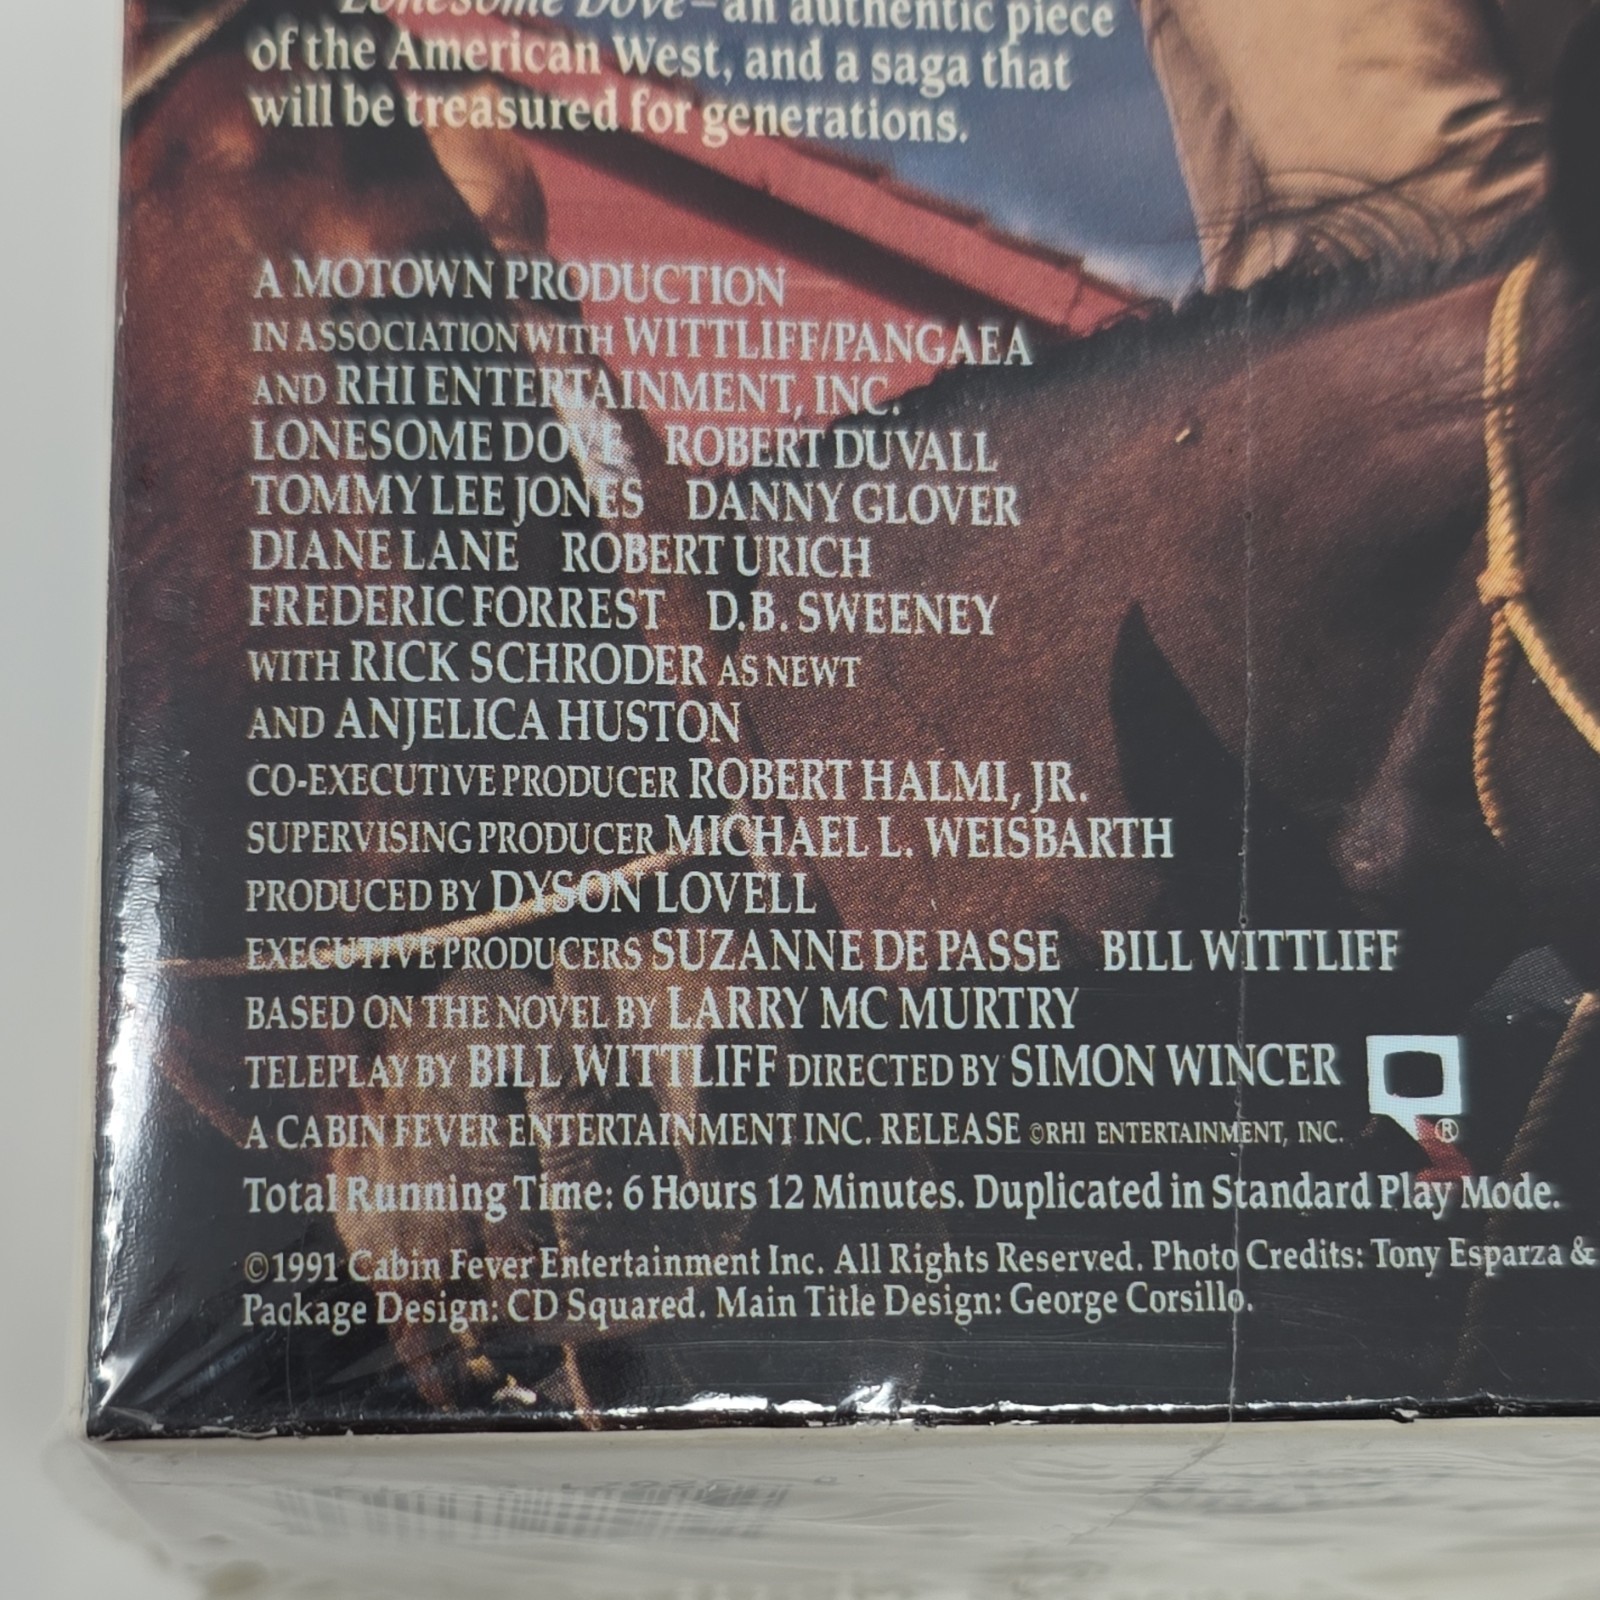 Lonesome Dove—an authentic piece
of the American West, and a saga that
will be treasured for generations.
A MOTOWN PRODUCTION
IN ASSOCIATION WITH WITTLIFF/PANGAEA
AND RHI ENTERTAINMENT, INC.
LONESOME DOVE ROBERT DUVALL
TOMMY LEE JONES DANNY GLOVER
DIANE LANE ROBERT URICH
FREDERIC FORREST D.B. SWEENEY
WITH RICK SCHRODER AS NEWT
AND ANJELICA HUSTON
CO-EXECUTIVE PRODUCER ROBERT HALMI, JR.
SUPERVISING PRODUCER MICHAEL L. WEISBARTH
PRODUCED BY DYSON LOVELL
EXECUTIVE PRODUCERS SUZANNE DE PASSE BILL WITTLIFF
BASED ON THE NOVEL BY LARRY MC MURTRY
TELEPLAY BY BILL WITTLIFF DIRECTED BY SIMON WINCER
A CABIN FEVER ENTERTAINMENT INC. RELEASE ©RHI ENTERTAINMENT, INC. ®
Total Running Time: 6 Hours 12 Minutes. Duplicated in Standard Play Mode.
©1991 Cabin Fever Entertainment Inc. All Rights Reserved. Photo Credits: Tony Esparza &
Package Design: CD Squared. Main Title Design: George Corsillo.